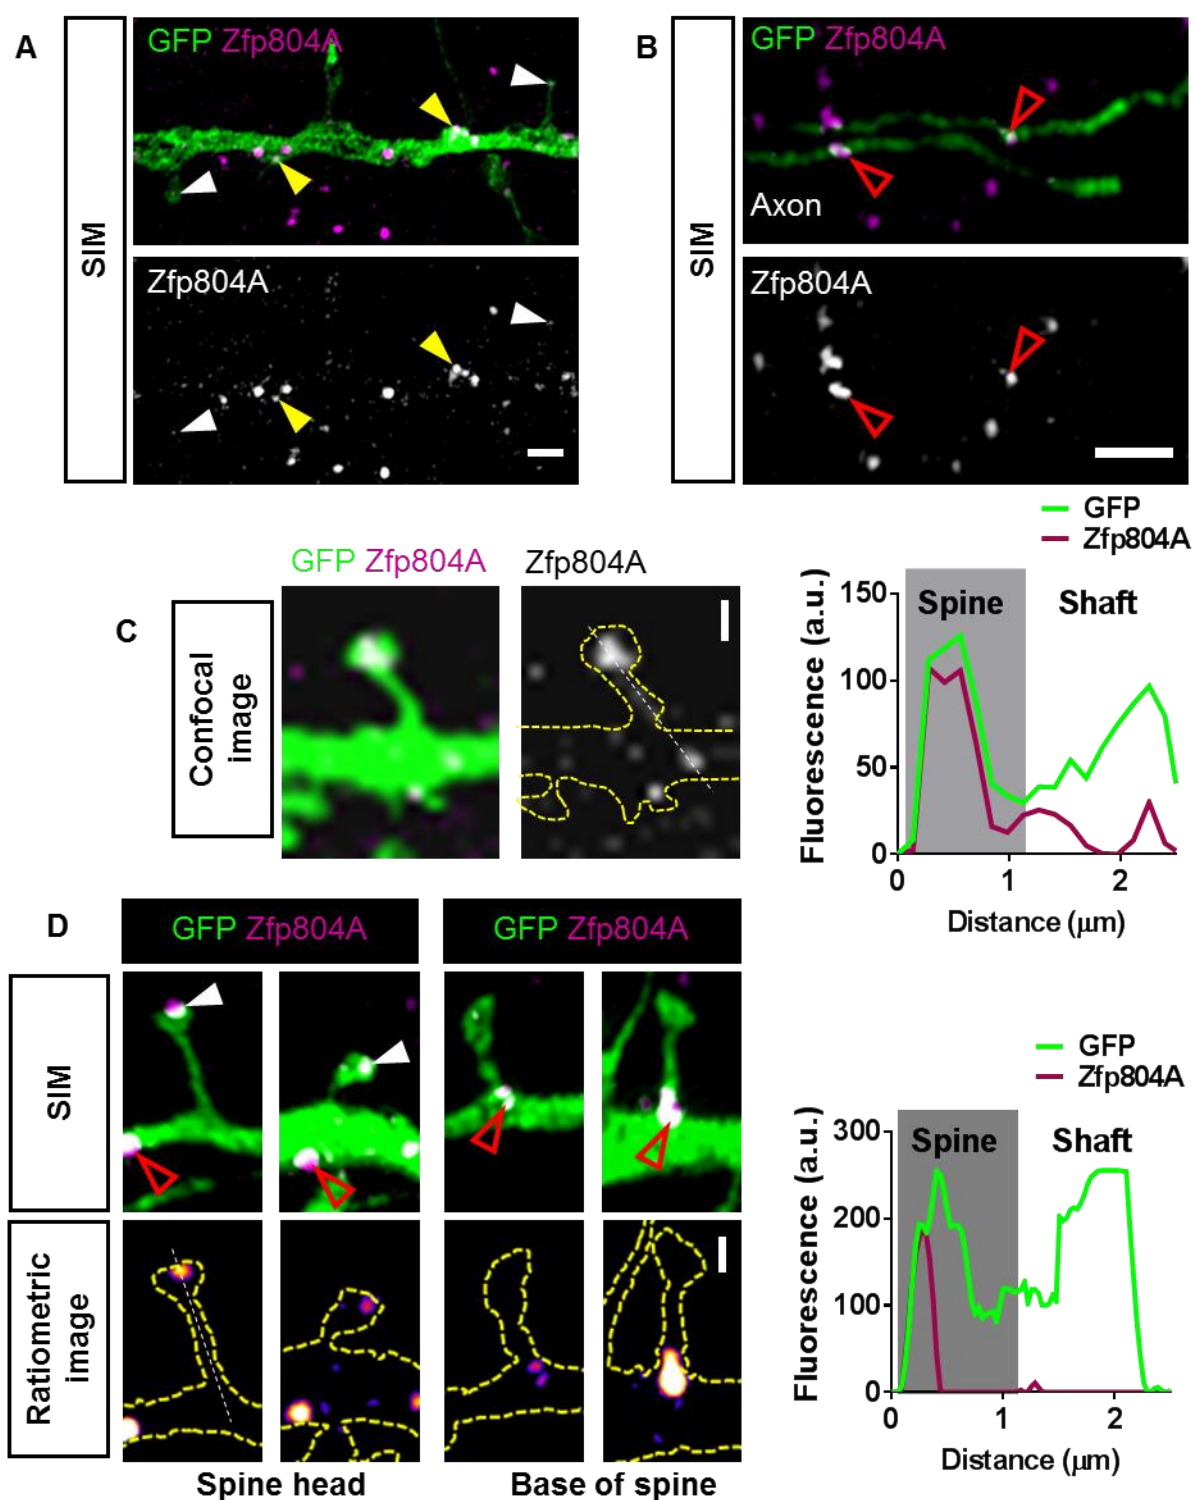 A
SIM
GFP Zfp804A
Zfp804A
B
SIM
GFP Zfp804A
Axon
Zfp804A
C
Confocal
image
GFP Zfp804A
Zfp804A
GFP
Zfp804A
Fluorescence (a.u.)
150
100
50
0
Spine
Shaft
0 1 2
Distance (μm)
D
GFP Zfp804A
GFP Zfp804A
SIM
Ratiometric
image
Spine head
Base of spine
GFP
Zfp804A
Fluorescence (a.u.)
300
200
100
0
Spine
Shaft
0 1 2
Distance (μm)